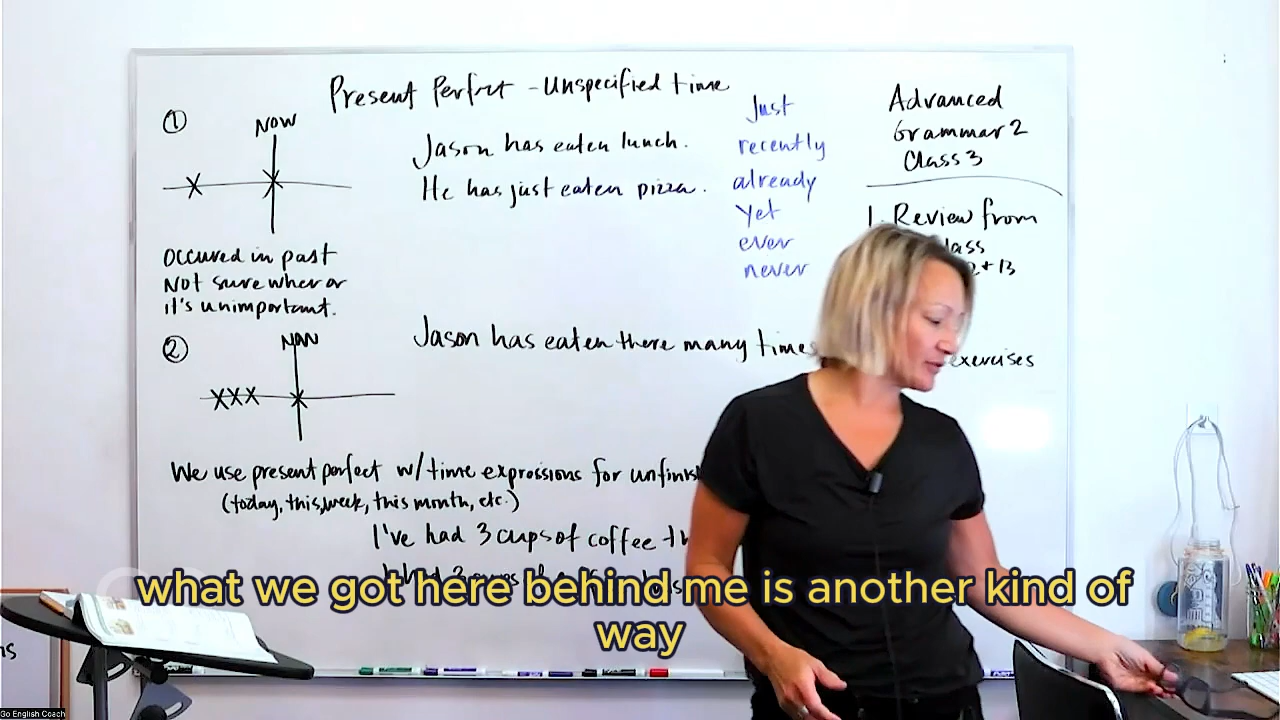 Present Perfect - Unspecified time
①
NOW
Jason has eaten lunch.
He has just eaten pizza.
Just
recently
already
yet
ever
never
Advanced
Grammar 2
Class 3
1. Review from
exercises
Occured in past
Not sure when or
it's unimportant.
②
NOW
Jason has eaten there many times
We use present perfect w/time expressions for
(today, this week, this month, etc.)
I've had 3 cups of coffee
what we got here behind me is another kind of
way
Go English Coach